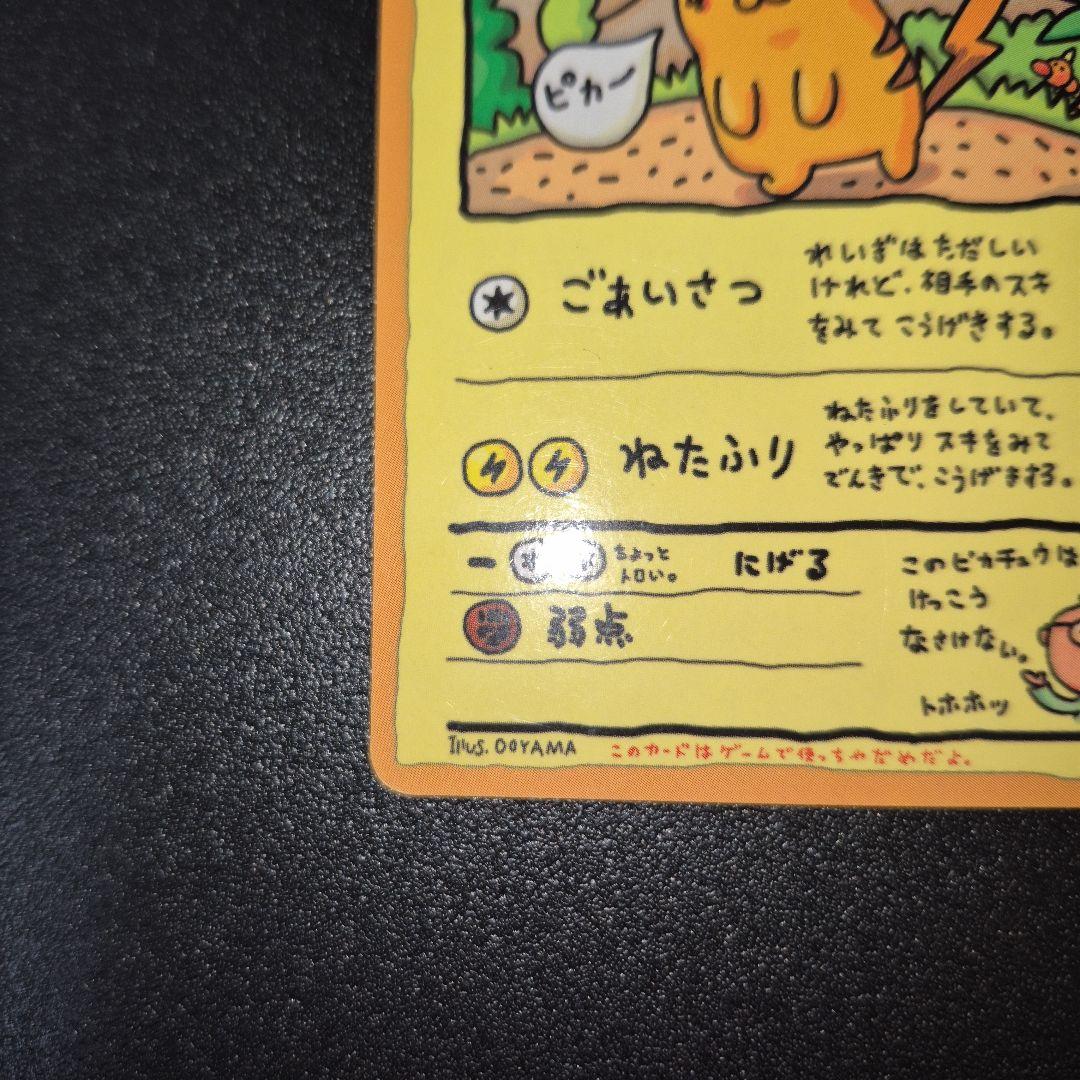 ピカー
ごあいさつ
れいぎはただしい
けれど、相手のスキ
をみてこうげきする。
ねたふり
ねたふりをしていて、
やっぱりスキをみて
でんきで、こうげきする。
ー
ちょっと
トロい。
にげる
弱点
このピカチュウは
けっこう
なさけない。
トホホッ
Illus. OOYAMA
このカードはゲームで使っちゃだめだよ。